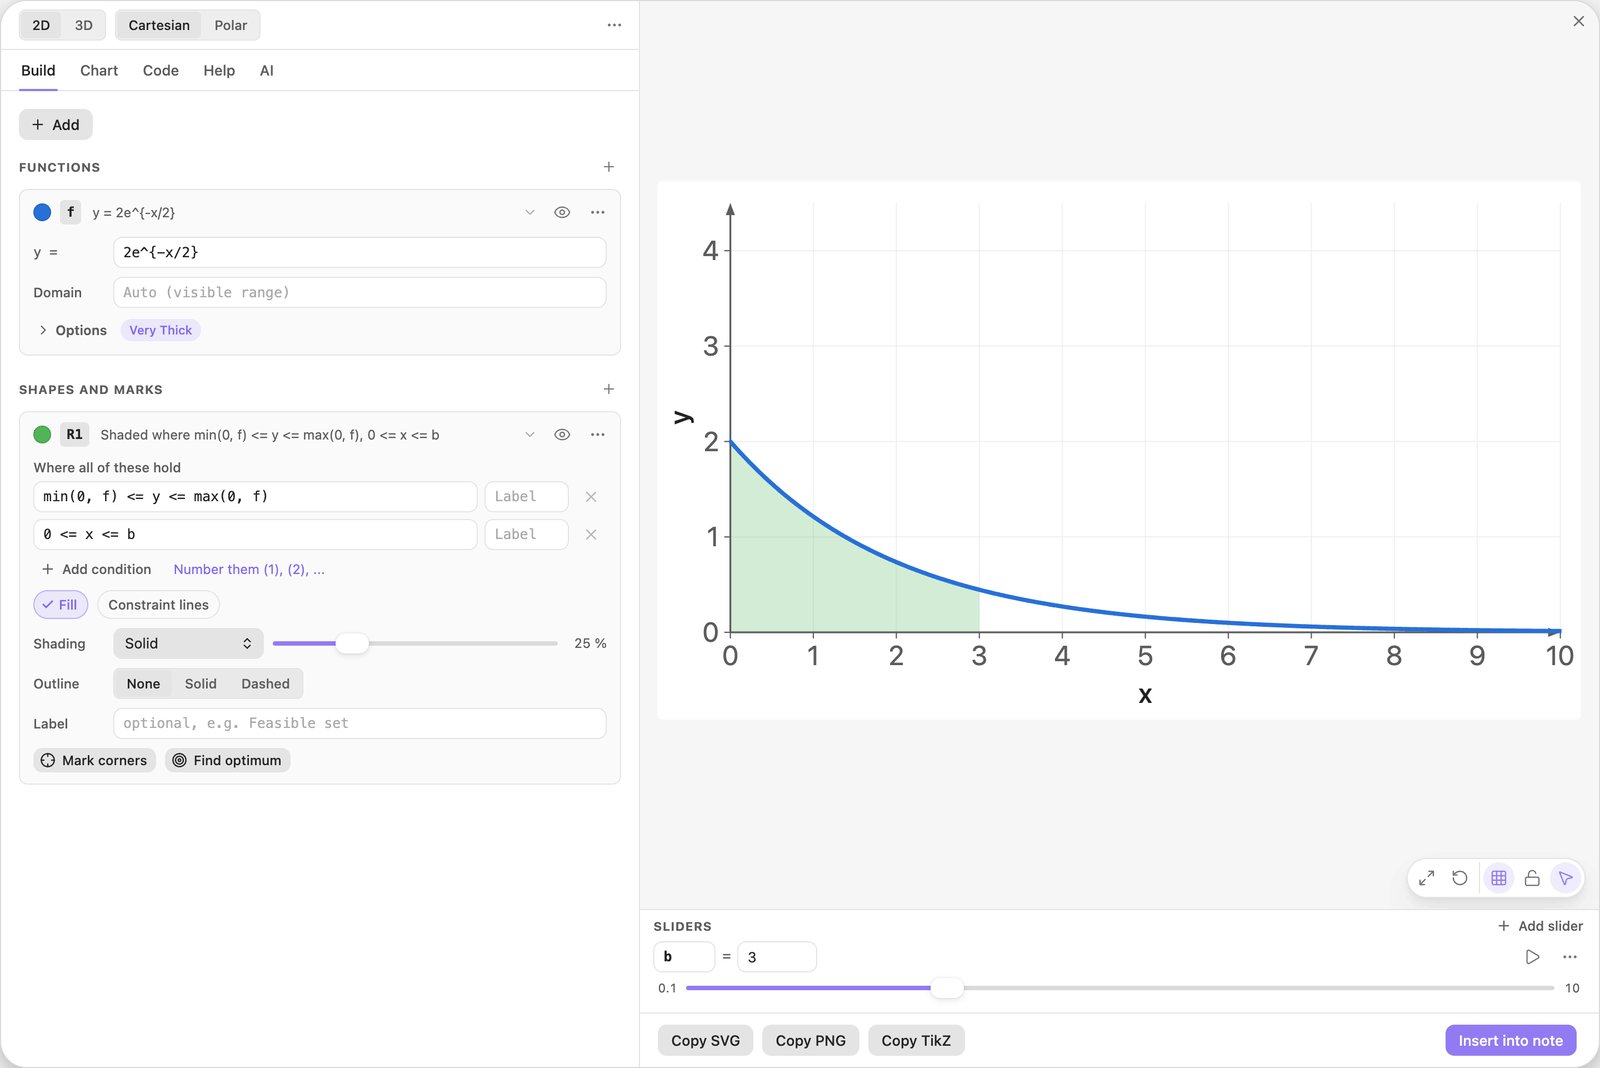 2D 3D Cartesian Polar ...
Build Chart Code Help AI
+ Add
FUNCTIONS +
f y = 2e^{-x/2} ...
y = 2e^{-x/2}
Domain Auto (visible range)
Options Very Thick
SHAPES AND MARKS +
R1 Shaded where min(0, f) <= y <= max(0, f), 0 <= x <= b ...
Where all of these hold
min(0, f) <= y <= max(0, f) Label
0 <= x <= b Label
+ Add condition Number them (1), (2), ...
Fill Constraint lines
Shading Solid 25 %
Outline None Solid Dashed
Label optional, e.g. Feasible set
Mark corners Find optimum
4
3
y
2
1
0
0 1 2 3 4 5 6 7 8 9 10
x
SLIDERS + Add slider
b = 3 ...
0.1 10
Copy SVG Copy PNG Copy TikZ Insert into note